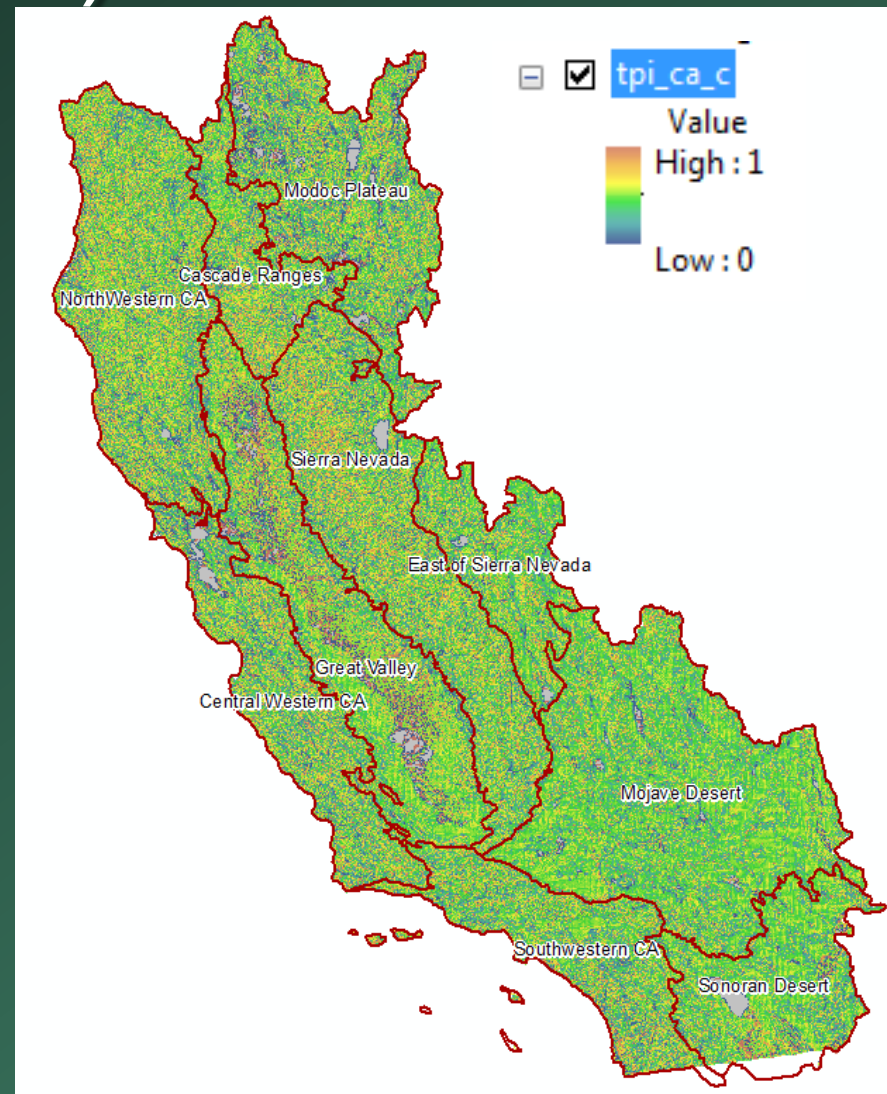 tpi_ca_c
Value
High : 1
Low : 0
Modoc Plateau
Cascade Ranges
NorthWestern CA
Sierra Nevada
East of Sierra Nevada
Great Valley
Central Western CA
Mojave Desert
Southwestern CA
Sonoran Desert